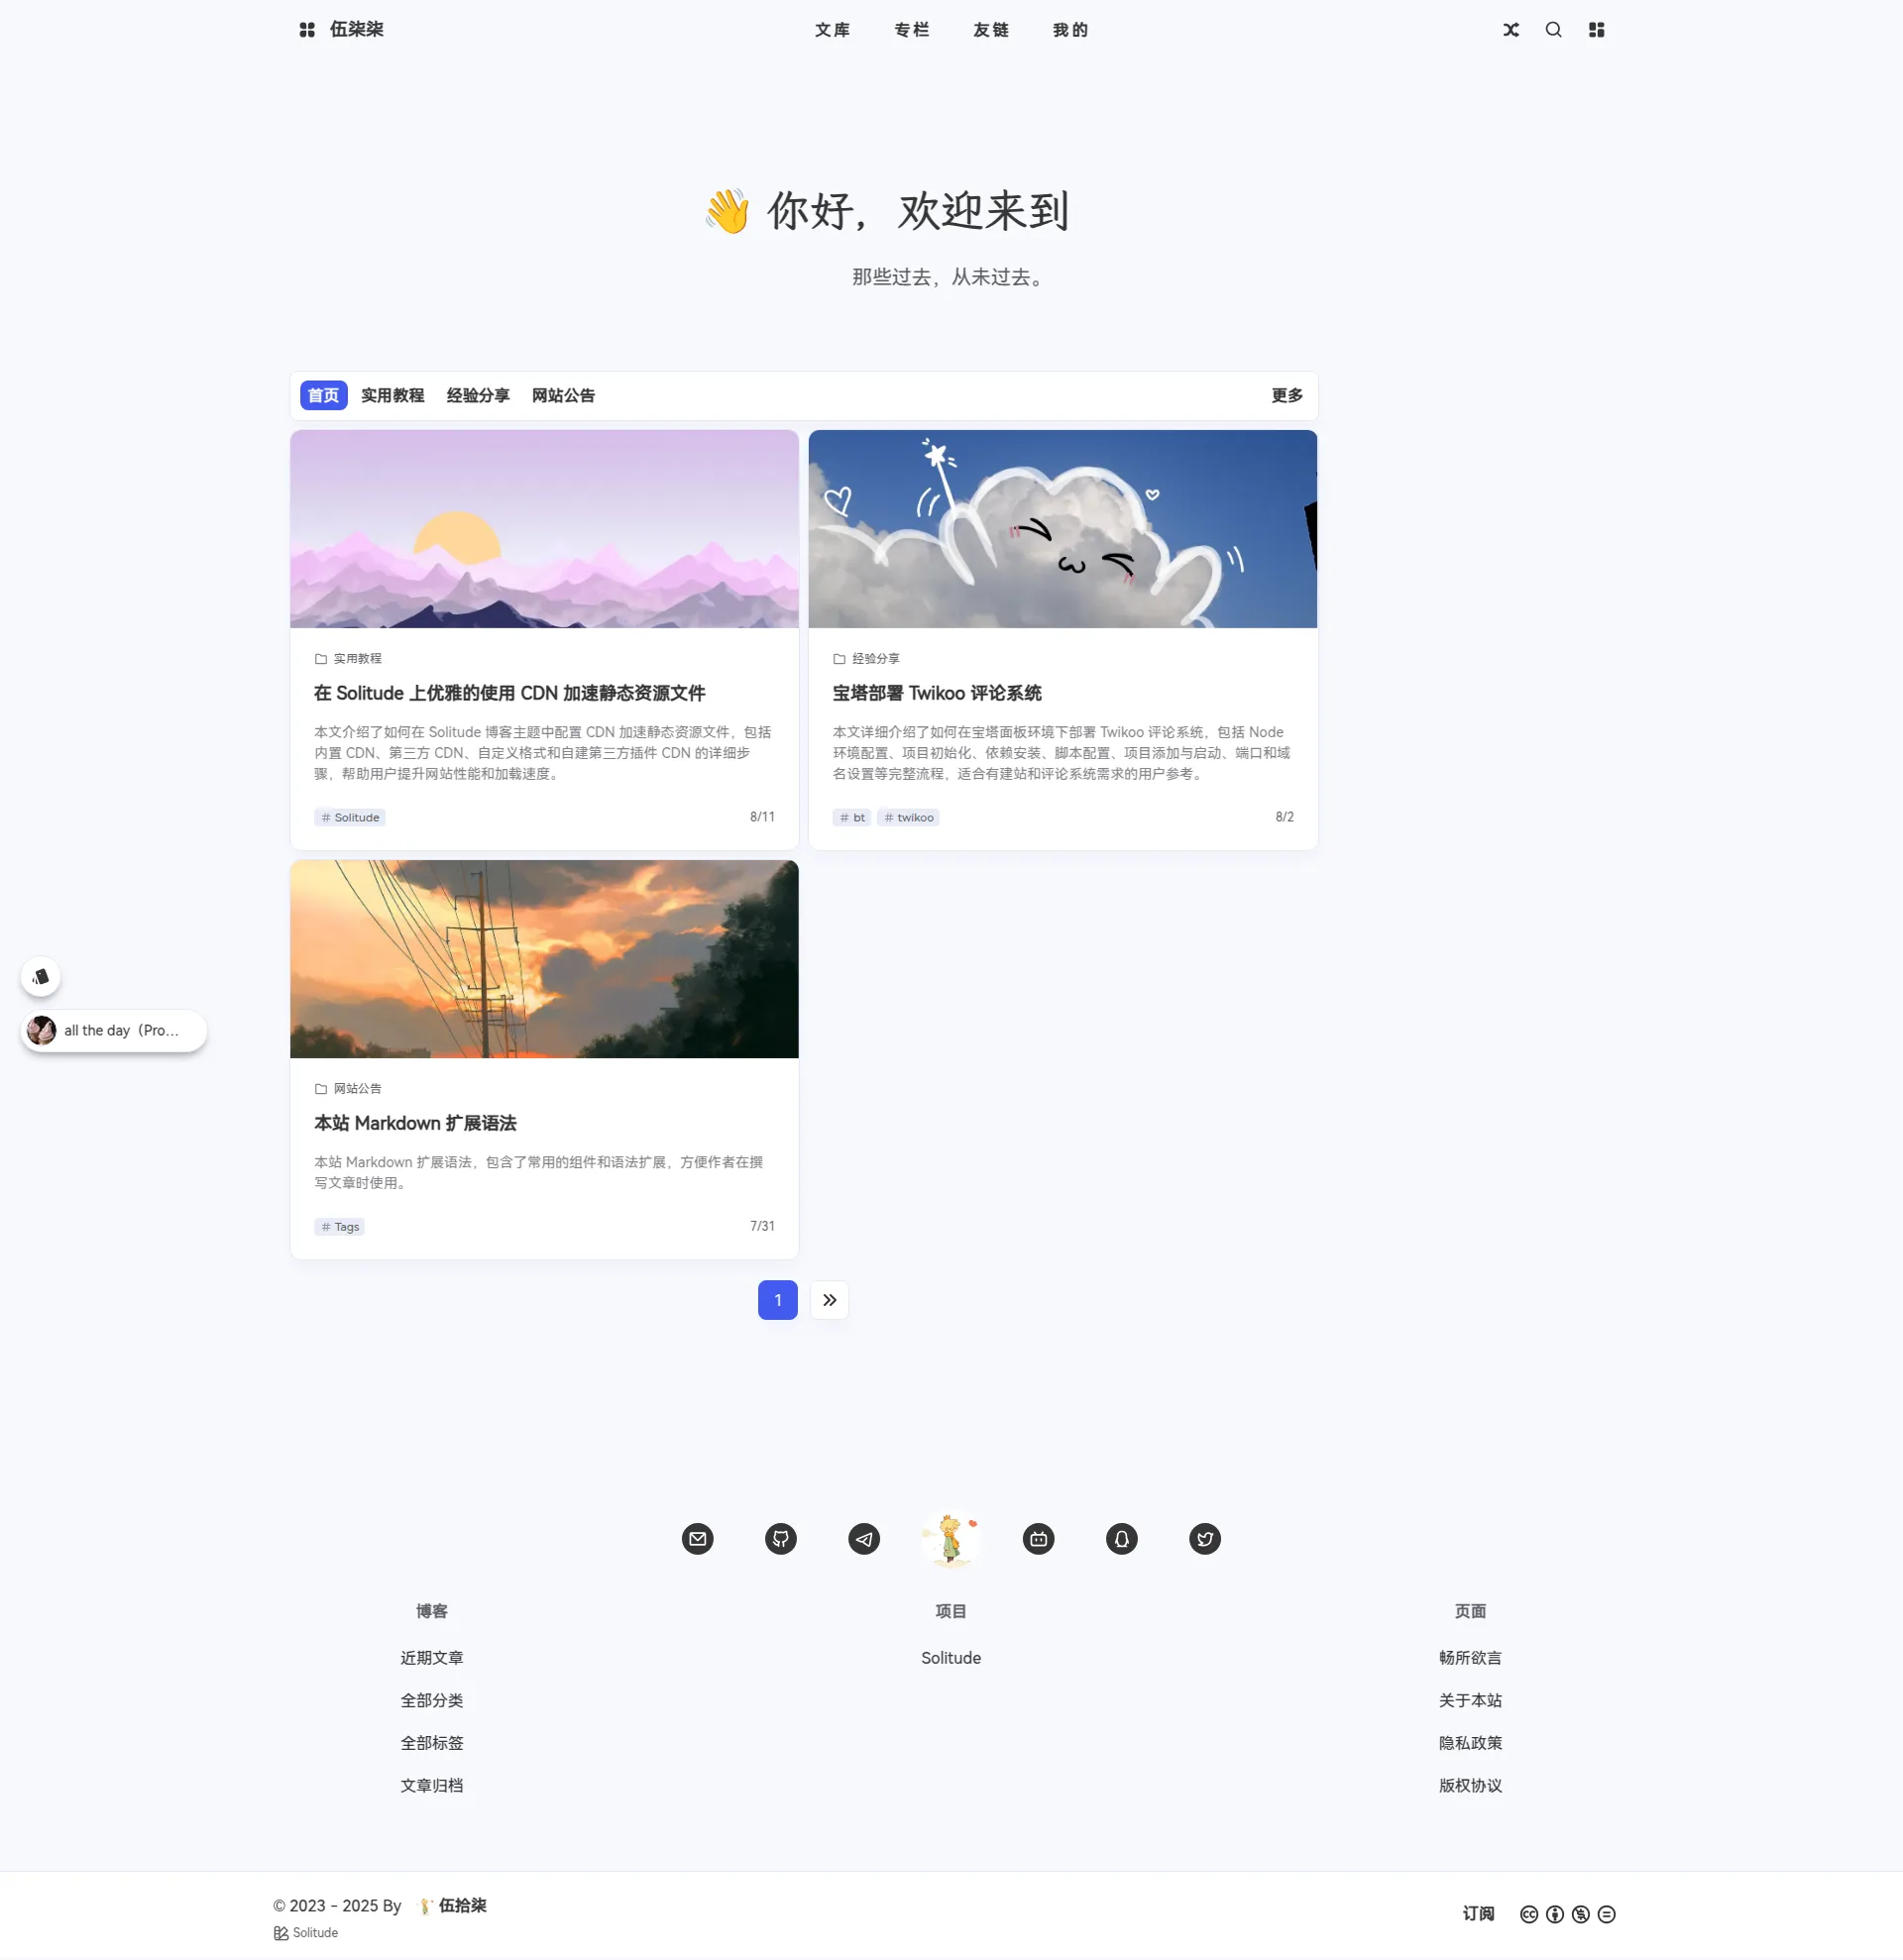 伍柒柒
文库 专栏 友链 我的
👋 你好，欢迎来到
那些过去，从未过去。
首页 实用教程 经验分享 网站公告 更多
实用教程
在 Solitude 上优雅的使用 CDN 加速静态资源文件
本文介绍了如何在 Solitude 博客主题中配置 CDN 加速静态资源文件，包括
内置 CDN、第三方 CDN、自定义格式和自建第三方插件 CDN 的详细步
骤，帮助用户提升网站性能和加载速度。
# Solitude 8/11
经验分享
宝塔部署 Twikoo 评论系统
本文详细介绍了如何在宝塔面板环境下部署 Twikoo 评论系统，包括 Node
环境配置、项目初始化、依赖安装、脚本配置、项目添加与启动、端口和域
名设置等完整流程，适合有建站和评论系统需求的用户参考。
# bt # twikoo 8/2
网站公告
本站 Markdown 扩展语法
本站 Markdown 扩展语法，包含了常用的组件和语法扩展，方便作者在撰
写文章时使用。
# Tags 7/31
all the day（Pro...
1
博客
近期文章
全部分类
全部标签
文章归档
项目
Solitude
页面
畅所欲言
关于本站
隐私政策
版权协议
© 2023 - 2025 By 伍拾柒
Solitude
订阅